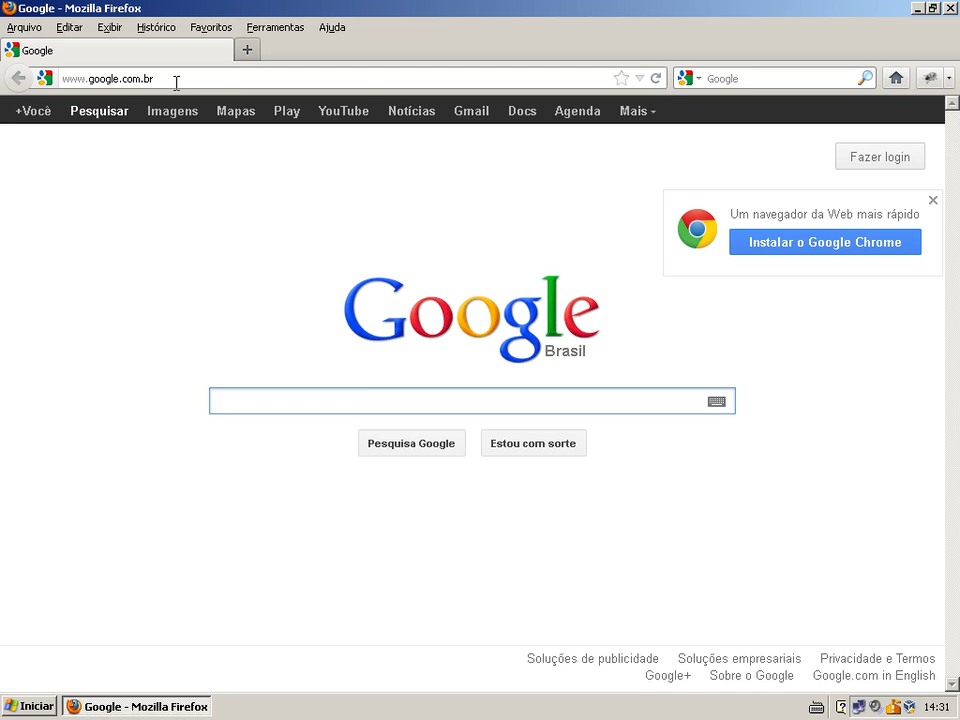 Google - Mozilla Firefox
Arquivo Editar Exibir Histórico Favoritos Ferramentas Ajuda
Google
www.google.com.br
Google
+Você Pesquisar Imagens Mapas Play YouTube Notícias Gmail Docs Agenda Mais
Fazer login
Um navegador da Web mais rápido
Instalar o Google Chrome
Google
Brasil
Pesquisa Google Estou com sorte
Soluções de publicidade Soluções empresariais Privacidade e Termos
Google+ Sobre o Google Google.com in English
Iniciar Google - Mozilla Firefox 14:31